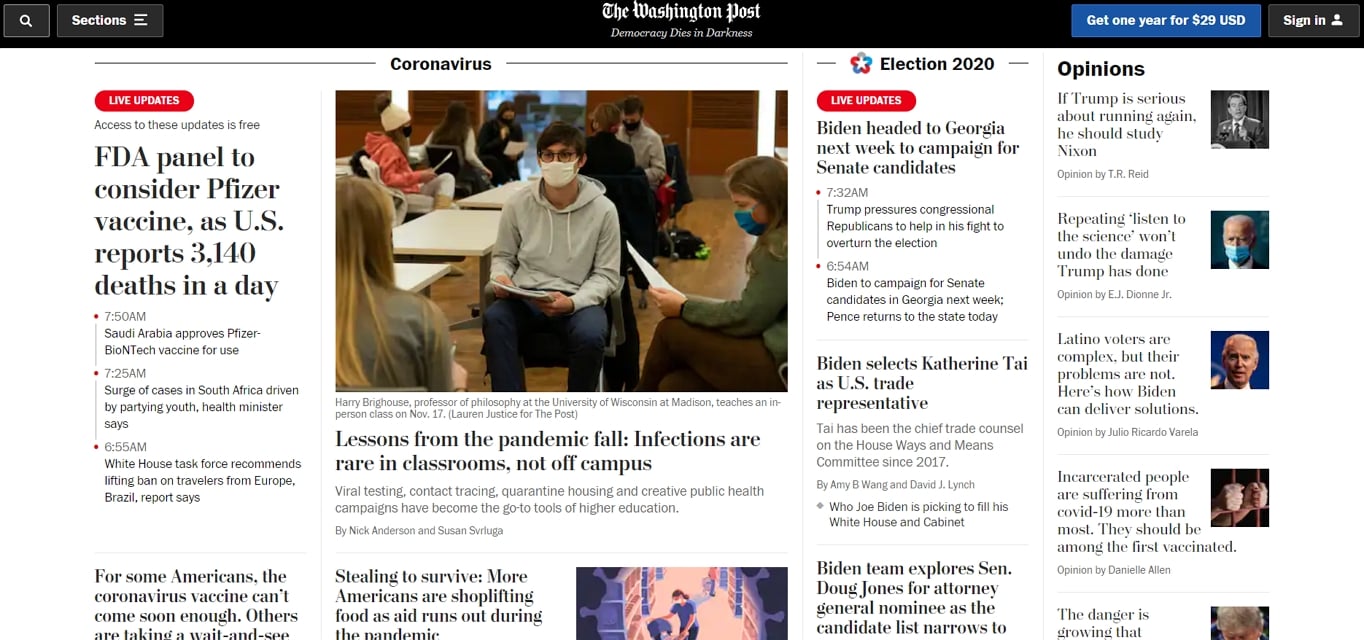 Sections
The Washington Post
Democracy Dies in Darkness
Get one year for $29 USD
Sign in
Coronavirus
LIVE UPDATES
Access to these updates is free
FDA panel to
consider Pfizer
vaccine, as U.S.
reports 3,140
deaths in a day
7:50AM
Saudi Arabia approves Pfizer-
BioNTech vaccine for use
7:25AM
Surge of cases in South Africa driven
by partying youth, health minister
says
6:55AM
White House task force recommends
lifting ban on travelers from Europe,
Brazil, report says
For some Americans, the
coronavirus vaccine can’t
come soon enough. Others
are taking a wait-and-see
Harry Brighouse, professor of philosophy at the University of Wisconsin at Madison, teaches an in-
person class on Nov. 17. (Lauren Justice for The Post)
Lessons from the pandemic fall: Infections are
rare in classrooms, not off campus
Viral testing, contact tracing, quarantine housing and creative public health
campaigns have become the go-to tools of higher education.
By Nick Anderson and Susan Svrluga
Stealing to survive: More
Americans are shoplifting
food as aid runs out during
the pandemic
Election 2020
LIVE UPDATES
Biden headed to Georgia
next week to campaign for
Senate candidates
7:32AM
Trump pressures congressional
Republicans to help in his fight to
overturn the election
6:54AM
Biden to campaign for Senate
candidates in Georgia next week;
Pence returns to the state today
Biden selects Katherine Tai
as U.S. trade
representative
Tai has been the chief trade counsel
on the House Ways and Means
Committee since 2017.
By Amy B Wang and David J. Lynch
Who Joe Biden is picking to fill his
White House and Cabinet
Biden team explores Sen.
Doug Jones for attorney
general nominee as the
candidate list narrows to
Opinions
If Trump is serious
about running again,
he should study
Nixon
Opinion by T.R. Reid
Repeating ‘listen to
the science’ won’t
undo the damage
Trump has done
Opinion by E.J. Dionne Jr.
Latino voters are
complex, but their
problems are not.
Here’s how Biden
can deliver solutions.
Opinion by Julio Ricardo Varela
Incarcerated people
are suffering from
covid-19 more than
most. They should be
among the first vaccinated.
Opinion by Danielle Allen
The danger is
growing that